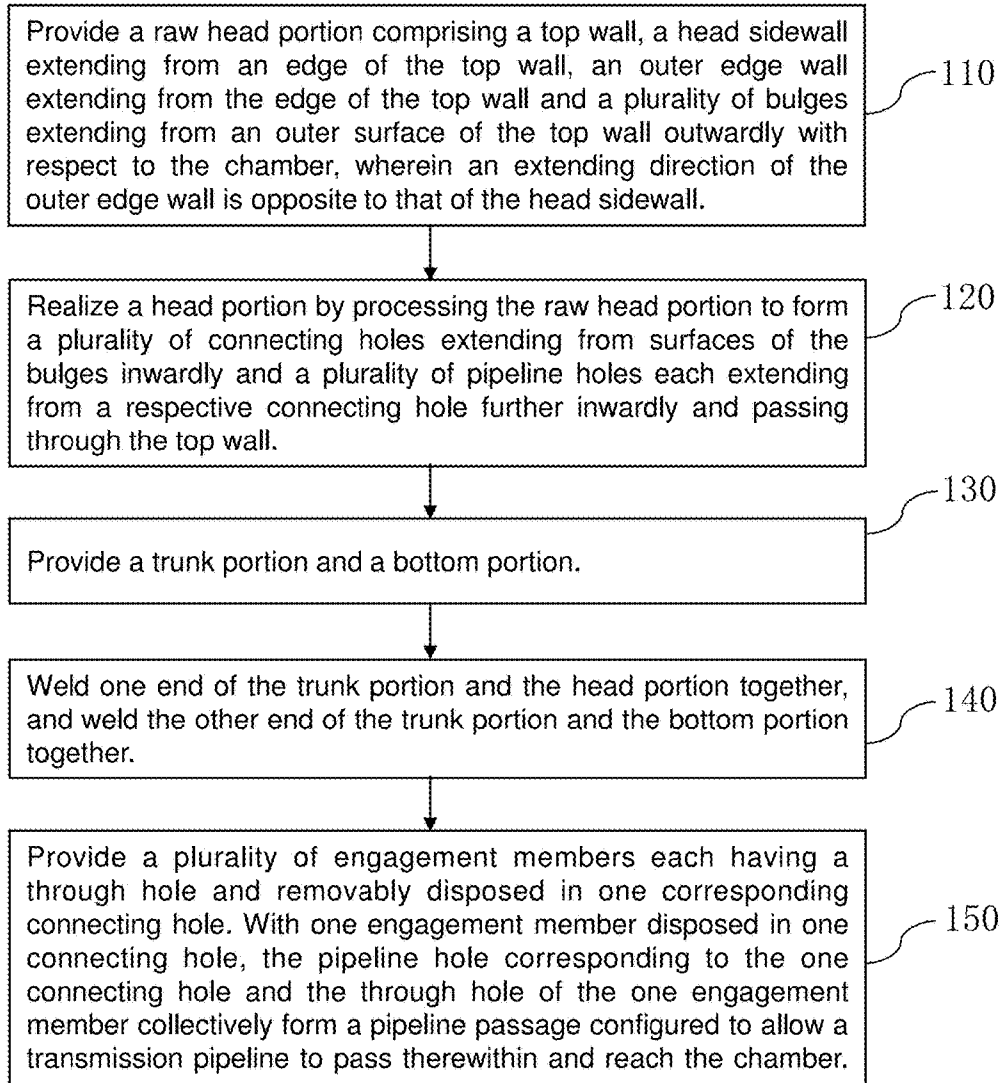 Provide a raw head portion comprising a top wall, a head sidewall
extending from an edge of the top wall, an outer edge wall
extending from the edge of the top wall and a plurality of bulges
extending from an outer surface of the top wall outwardly with
respect to the chamber, wherein an extending direction of the
outer edge wall is opposite to that of the head sidewall.
110
Realize a head portion by processing the raw head portion to form
a plurality of connecting holes extending from surfaces of the
bulges inwardly and a plurality of pipeline holes each extending
from a respective connecting hole further inwardly and passing
through the top wall.
120
Provide a trunk portion and a bottom portion.
130
Weld one end of the trunk portion and the head portion together,
and weld the other end of the trunk portion and the bottom portion
together.
140
Provide a plurality of engagement members each having a
through hole and removably disposed in one corresponding
connecting hole. With one engagement member disposed in one
connecting hole, the pipeline hole corresponding to the one
connecting hole and the through hole of the one engagement
member collectively form a pipeline passage configured to allow a
transmission pipeline to pass therewithin and reach the chamber.
150